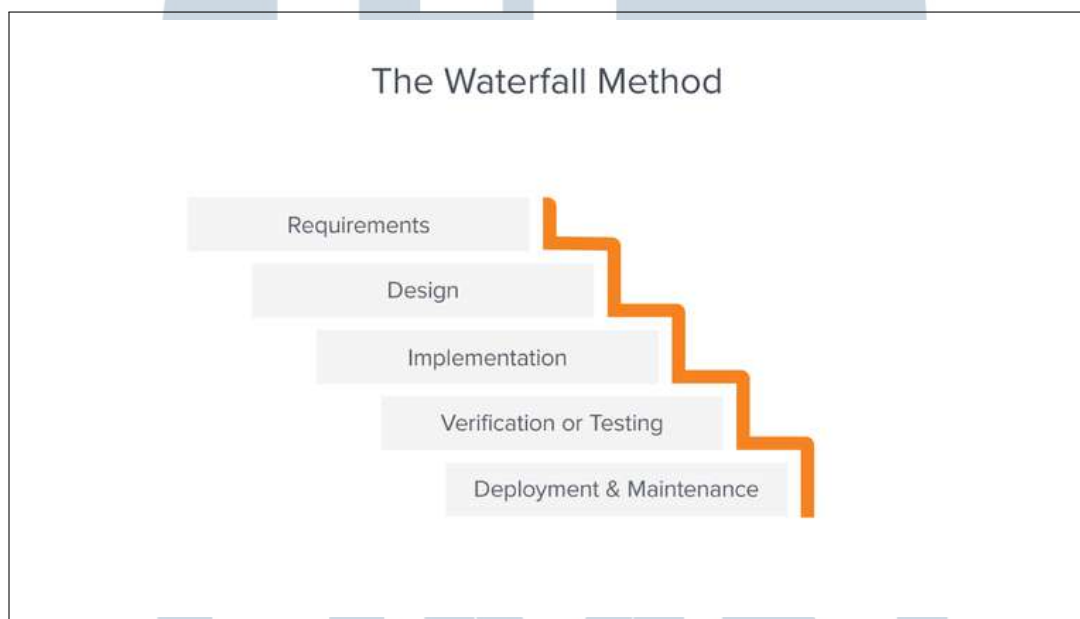 The Waterfall Method
Requirements
Design
Implementation
Verification or Testing
Deployment & Maintenance